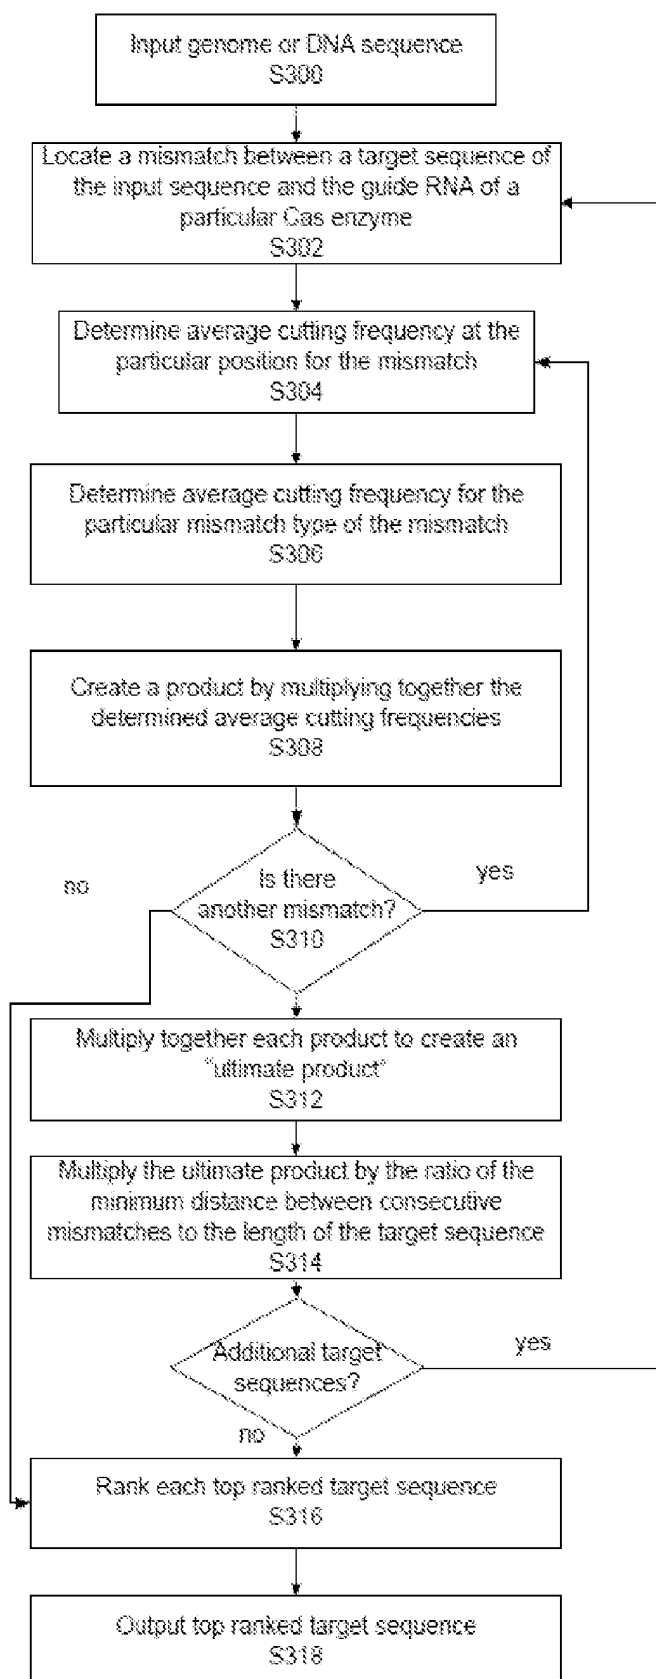 Input genome or DNA sequence
S300
Locate a mismatch between a target sequence of
the input sequence and the guide RNA of a
particular Cas enzyme
S302
Determine average cutting frequency at the
particular position for the mismatch
S304
Determine average cutting frequency for the
particular mismatch type of the mismatch
S306
Create a product by multiplying together the
determined average cutting frequencies
S308
no
yes
Is there
another mismatch?
S310
Multiply together each product to create an
"ultimate product"
S312
Multiply the ultimate product by the ratio of the
minimum distance between consecutive
mismatches to the length of the target sequence
S314
yes
Additional target
sequences?
no
Rank each top ranked target sequence
S316
Output top ranked target sequence
S318